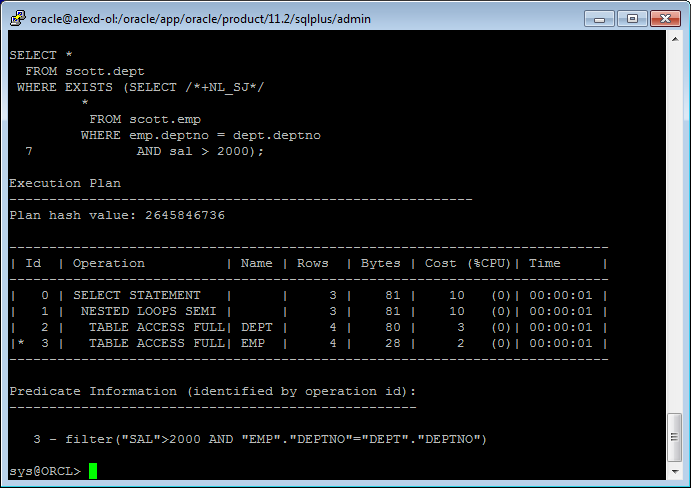 oracle@alexd-ol:/oracle/app/oracle/product/11.2/sqlplus/admin
SELECT *
  FROM scott.dept
 WHERE EXISTS (SELECT /*+NL_SJ*/
         *
          FROM scott.emp
         WHERE emp.deptno = dept.deptno
  7             AND sal > 2000);
Execution Plan
----------------------------------------------------------
Plan hash value: 2645846736
---------------------------------------------------------------------------
| Id  | Operation          | Name | Rows  | Bytes | Cost (%CPU)| Time     |
---------------------------------------------------------------------------
|   0 | SELECT STATEMENT   |      |     3 |    81 |    10   (0)| 00:00:01 |
|   1 |  NESTED LOOPS SEMI |      |     3 |    81 |    10   (0)| 00:00:01 |
|   2 |   TABLE ACCESS FULL| DEPT |     4 |    80 |     3   (0)| 00:00:01 |
|*  3 |   TABLE ACCESS FULL| EMP  |     4 |    28 |     2   (0)| 00:00:01 |
---------------------------------------------------------------------------
Predicate Information (identified by operation id):
---------------------------------------------------
   3 - filter("SAL">2000 AND "EMP"."DEPTNO"="DEPT"."DEPTNO")
sys@ORCL>